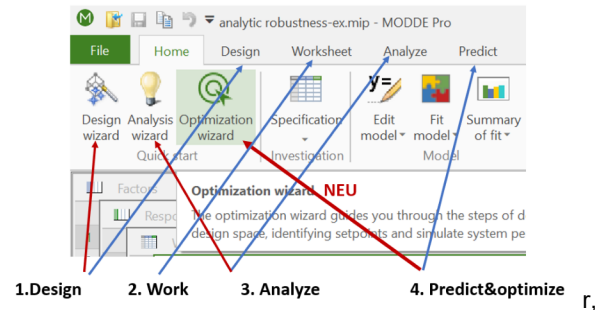 analytic robustness-ex.mip - MODDE Pro
File Home Design Worksheet Analyze Predict
Design wizard Analysis wizard Optimization wizard Specification Edit model Fit model Summary of fit
Quick start Investigation Model
Factors Optimization wizard NEU
Respo The optimization wizard guides you through the steps of d
design space, identifying setpoints and simulate system pe
1.Design 2. Work 3. Analyze 4. Predict&optimize r,